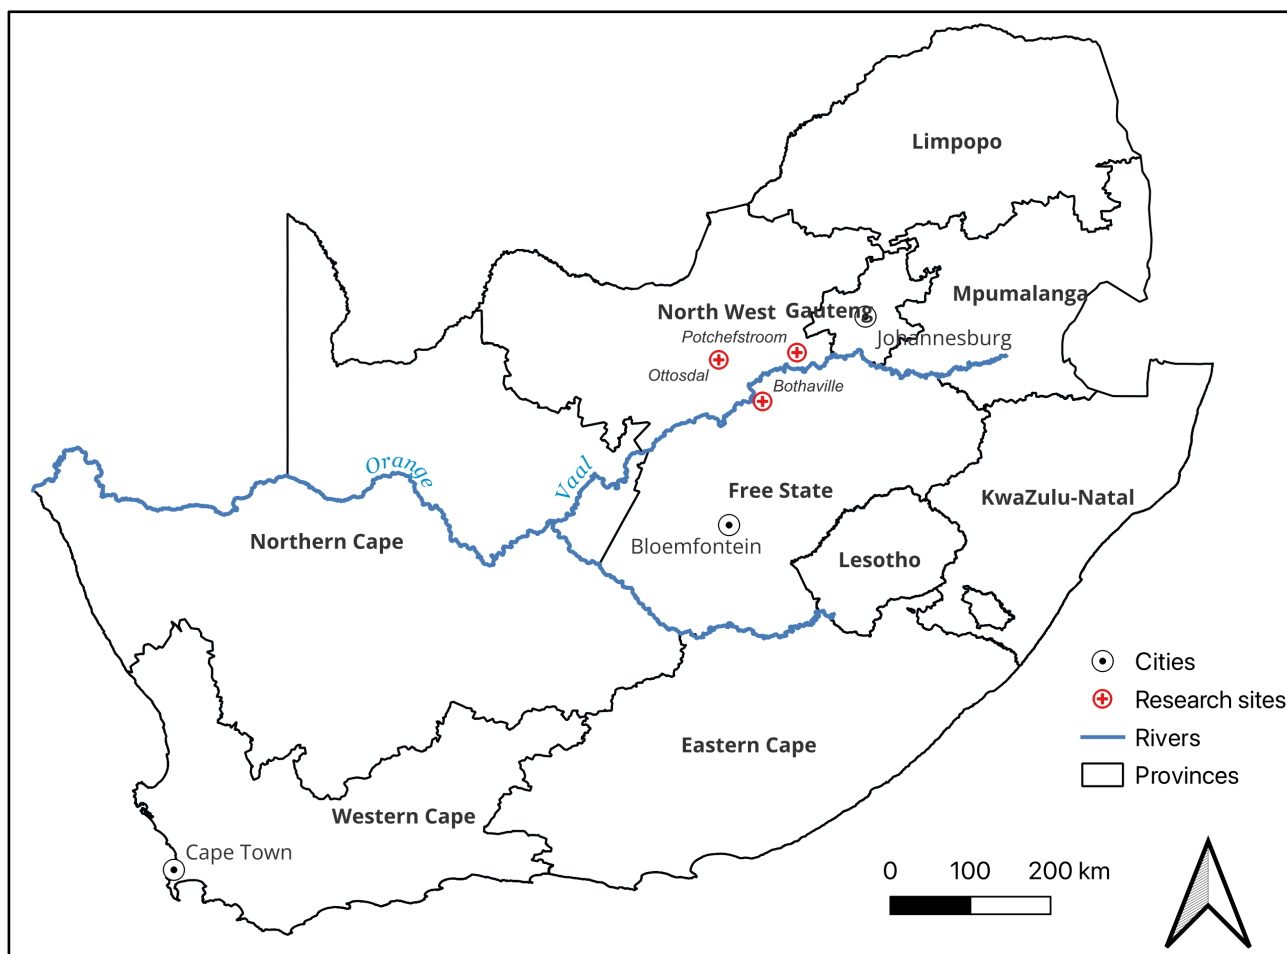 Limpopo
Mpumalanga
North West
Gauteng
Potchefstroom
Johannesburg
Ottosdal
Bothaville
Orange
Vaal
Free State
KwaZulu-Natal
Northern Cape
Bloemfontein
Lesotho
Cities
Research sites
Rivers
Provinces
Eastern Cape
Western Cape
Cape Town
0 100 200 km